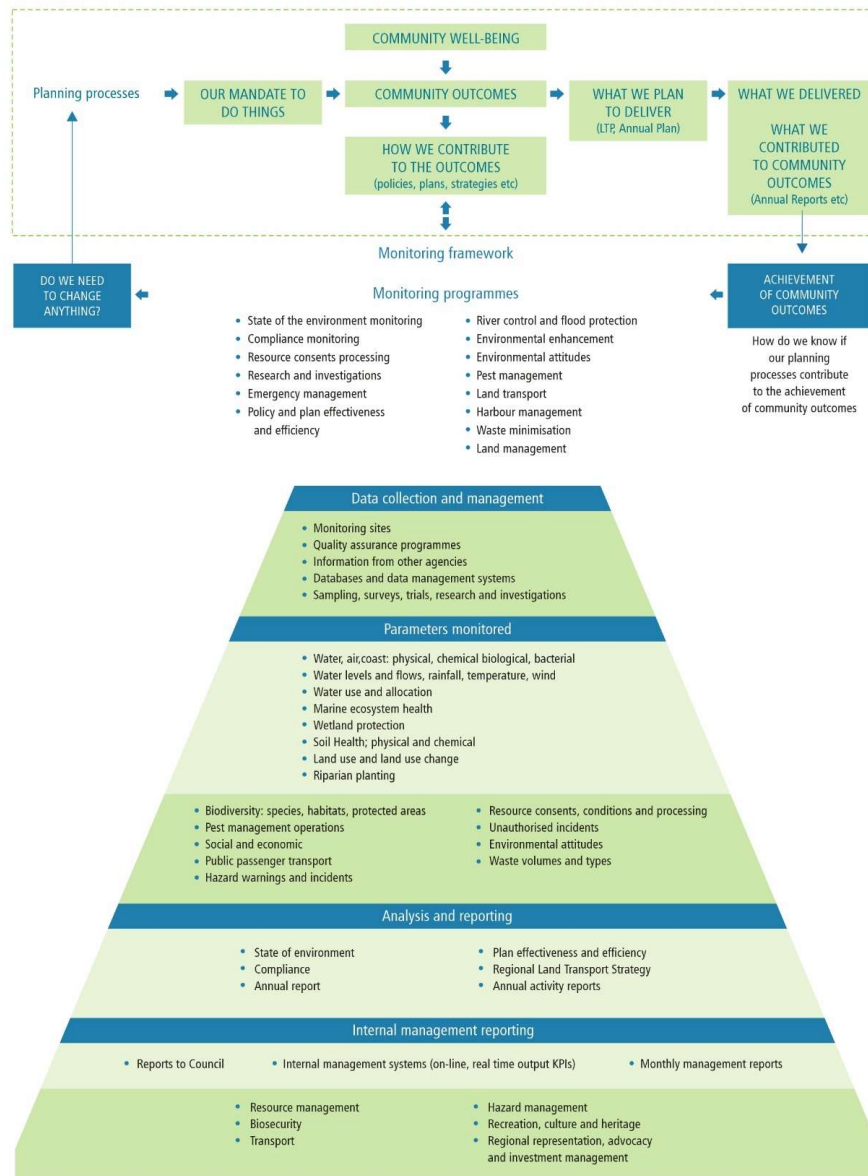 COMMUNITY WELL-BEING
Planning processes
OUR MANDATE TO
DO THINGS
COMMUNITY OUTCOMES
WHAT WE PLAN
TO DELIVER
(LTP, Annual Plan)
WHAT WE DELIVERED
WHAT WE
CONTRIBUTED
TO COMMUNITY
OUTCOMES
(Annual Reports etc)
HOW WE CONTRIBUTE
TO THE OUTCOMES
(policies, plans, strategies etc)
Monitoring framework
DO WE NEED
TO CHANGE
ANYTHING?
Monitoring programmes
• State of the environment monitoring
• Compliance monitoring
• Resource consents processing
• Research and investigations
• Emergency management
• Policy and plan effectiveness
and efficiency
• River control and flood protection
• Environmental enhancement
• Environmental attitudes
• Pest management
• Land transport
• Harbour management
• Waste minimisation
• Land management
ACHIEVEMENT
OF COMMUNITY
OUTCOMES
How do we know if
our planning
processes contribute
to the achievement
of community outcomes
Data collection and management
• Monitoring sites
• Quality assurance programmes
• Information from other agencies
• Databases and data management systems
• Sampling, surveys, trials, research and investigations
Parameters monitored
• Water, air,coast: physical, chemical biological, bacterial
• Water levels and flows, rainfall, temperature, wind
• Water use and allocation
• Marine ecosystem health
• Wetland protection
• Soil Health; physical and chemical
• Land use and land use change
• Riparian planting
• Biodiversity: species, habitats, protected areas
• Pest management operations
• Social and economic
• Public passenger transport
• Hazard warnings and incidents
• Resource consents, conditions and processing
• Unauthorised incidents
• Environmental attitudes
• Waste volumes and types
Analysis and reporting
• State of environment
• Compliance
• Annual report
• Plan effectiveness and efficiency
• Regional Land Transport Strategy
• Annual activity reports
Internal management reporting
• Reports to Council
• Internal management systems (on-line, real time output KPIs)
• Monthly management reports
• Resource management
• Biosecurity
• Transport
• Hazard management
• Recreation, culture and heritage
• Regional representation, advocacy
and investment management